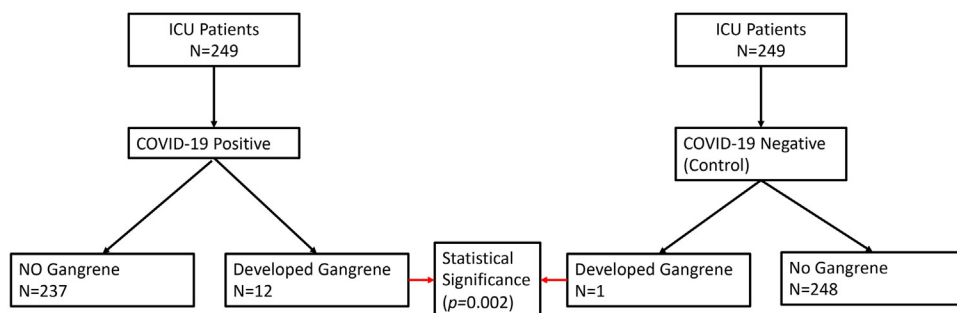 ICU Patients
N=249
ICU Patients
N=249
COVID-19 Positive
COVID-19 Negative
(Control)
NO Gangrene
N=237
Developed Gangrene
N=12
Statistical
Significance
(p=0.002)
Developed Gangrene
N=1
No Gangrene
N=248